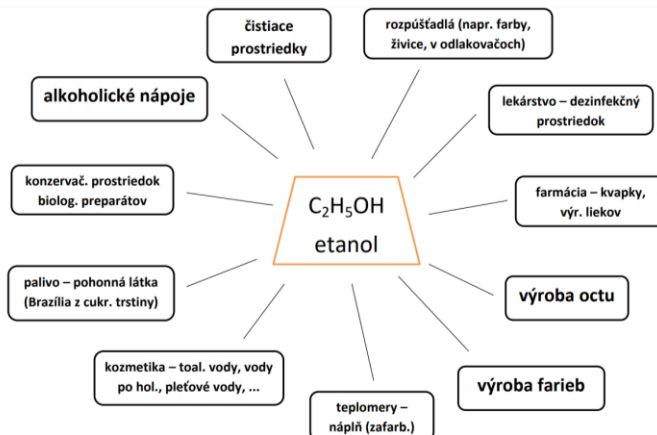 čistiace
prostriedky
rozpúšťadlá (napr. farby,
živice, v odlakovačoch)
alkoholické nápoje
lekárstvo – dezinfekčný
prostriedok
konzervač. prostriedok
biolog. preparátov
C₂H₅OH
etanol
farmácia – kvapky,
výr. liekov
palivo – pohonná látka
(Brazília z cukr. trstiny)
výroba octu
kozmetika – toal. vody, vody
po hol., pleťové vody, ...
výroba farieb
teplomery –
náplň (zafarb.)